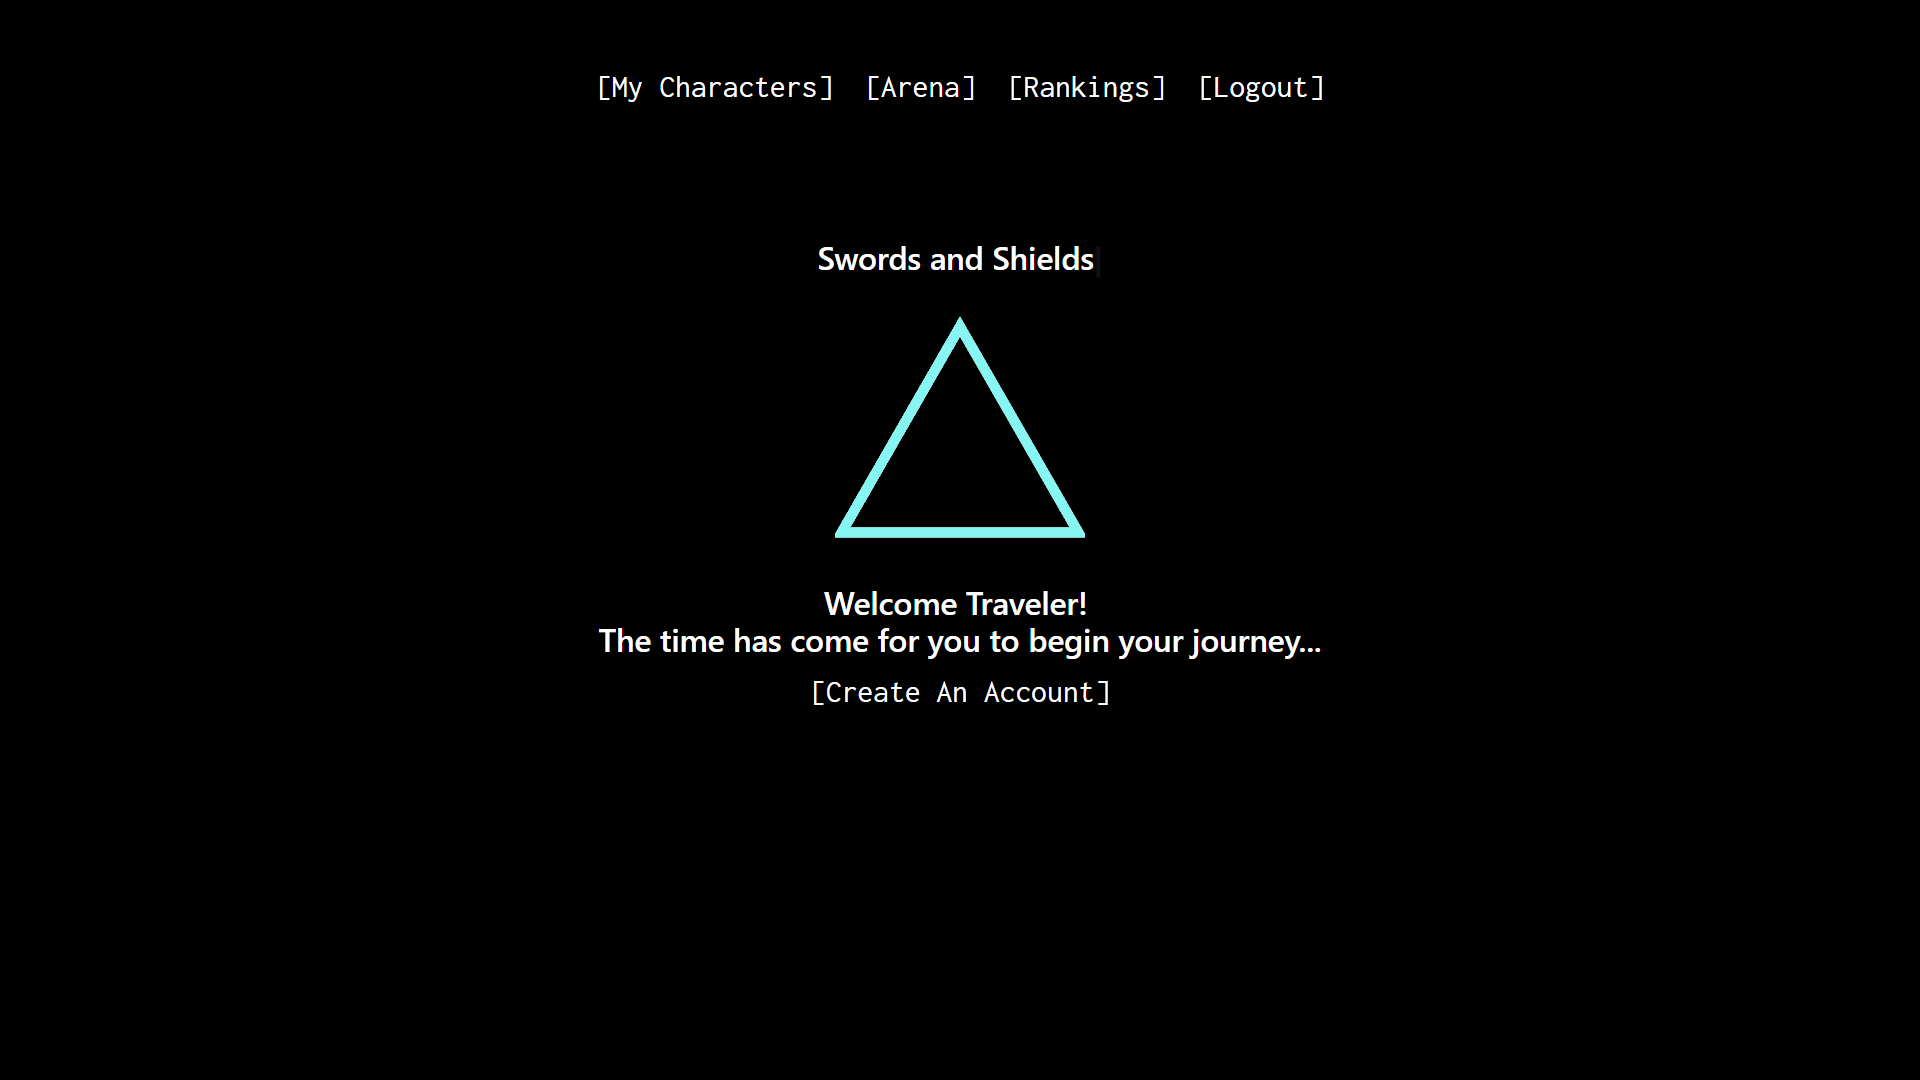 [My Characters] [Arena] [Rankings] [Logout]
Swords and Shields
Welcome Traveler!
The time has come for you to begin your journey...
[Create An Account]